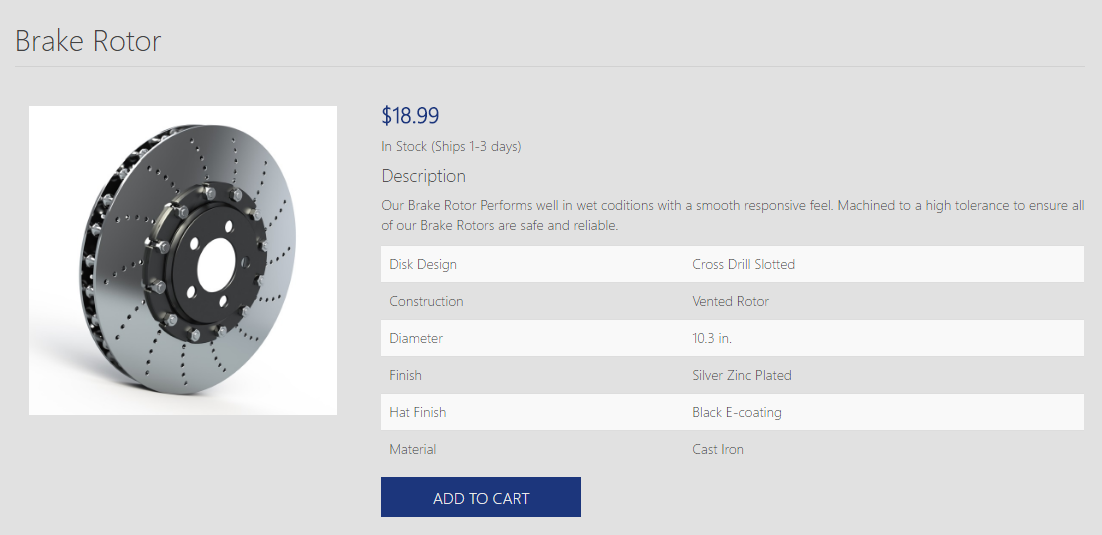 Brake Rotor
$18.99
In Stock (Ships 1-3 days)
Description
Our Brake Rotor Performs well in wet coditions with a smooth responsive feel. Machined to a high tolerance to ensure all
of our Brake Rotors are safe and reliable.
Disk Design Cross Drill Slotted
Construction Vented Rotor
Diameter 10.3 in.
Finish Silver Zinc Plated
Hat Finish Black E-coating
Material Cast Iron
ADD TO CART